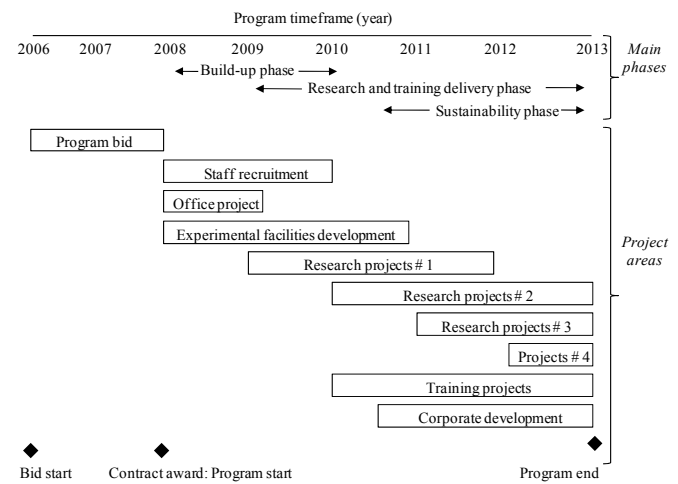 Program timeframe (year)
2006 2007 2008 2009 2010 2011 2012 2013
Main
phases
Build-up phase
Research and training delivery phase
Sustainability phase
Program bid
Staff recruitment
Office project
Experimental facilities development
Project
areas
Research projects # 1
Research projects # 2
Research projects # 3
Projects # 4
Training projects
Corporate development
Bid start
Contract award: Program start
Program end